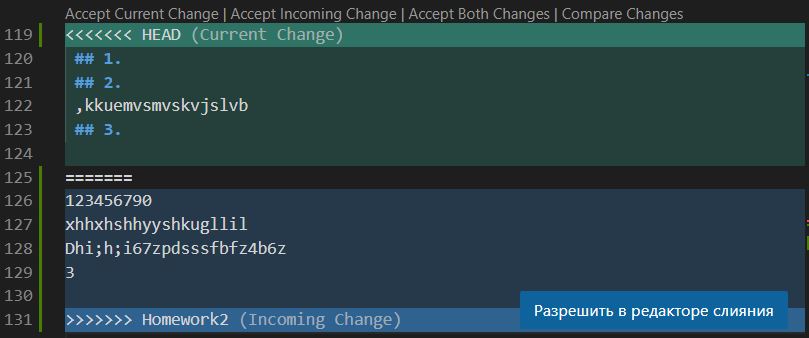 Accept Current Change | Accept Incoming Change | Accept Both Changes | Compare Changes
119 <<<<<<< HEAD (Current Change)
120 ## 1.
121 ## 2.
122 ,kkuemvsmvskvjslvb
123 ## 3.
124
125 =======
126 123456790
127 xhhxhshhyyshkugllil
128 Dhi;h;i67zpdsssfbfz4b6z
129 3
130
131 >>>>>>> Homework2 (Incoming Change)
Разрешить в редакторе слияния